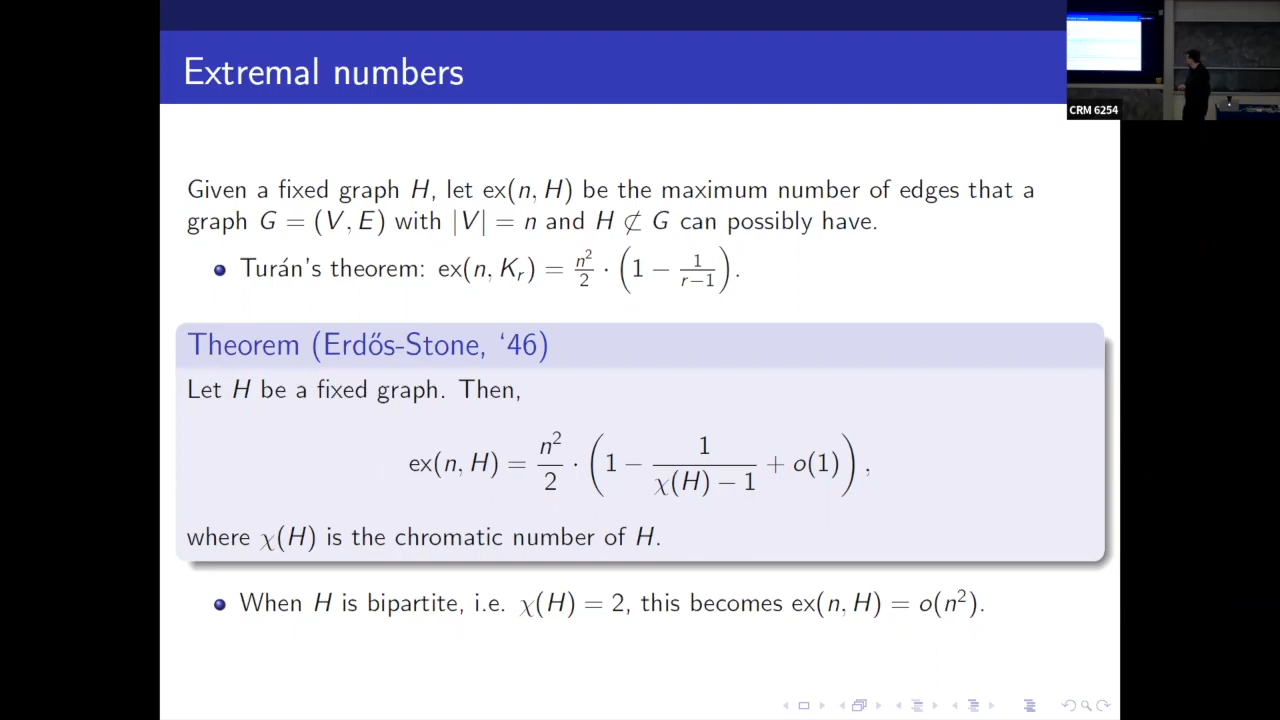 Extremal numbers
CRM 6254
Given a fixed graph H, let ex(n, H) be the maximum number of edges that a
graph G = (V, E) with |V| = n and H ⊄ G can possibly have.
Turán's theorem: ex(n, K_r) = n²/2 · (1 − 1/(r−1)).
Theorem (Erdős-Stone, ‘46)
Let H be a fixed graph. Then,
ex(n, H) = n²/2 · (1 − 1/(χ(H) − 1) + o(1)),
where χ(H) is the chromatic number of H.
When H is bipartite, i.e. χ(H) = 2, this becomes ex(n, H) = o(n²).